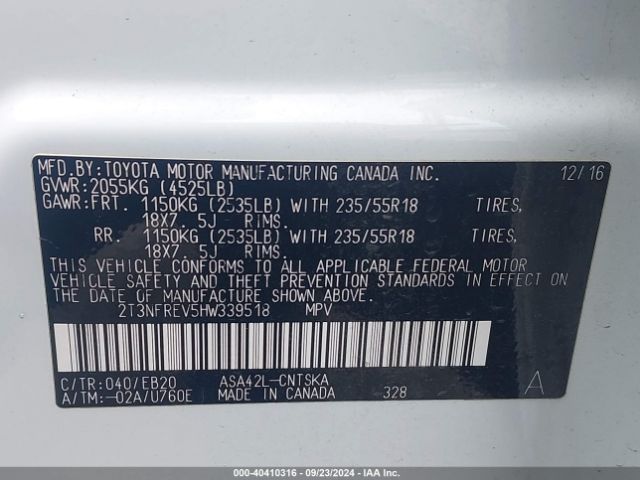 MFD.BY:TOYOTA MOTOR MANUFACTURING CANADA INC. 12/16
GVWR:2055KG (4525LB)
GAWR:FRT. 1150KG (2535LB) WITH 235/55R18 TIRES,
18X7.5J RIMS.
RR. 1150KG (2535LB) WITH 235/55R18 TIRES,
18X7.5J RIMS.
THIS VEHICLE CONFORMS TO ALL APPLICABLE FEDERAL MOTOR
VEHICLE SAFETY AND THEFT PREVENTION STANDARDS IN EFFECT ON
THE DATE OF MANUFACTURE SHOWN ABOVE.
2T3NFREV5HW339518 MPV
C/TR:040/EB20 ASA42L-CNTSKA A
A/TM:-02A/U760E MADE IN CANADA 328
000-40410316 - 09/23/2024 - IAA Inc.